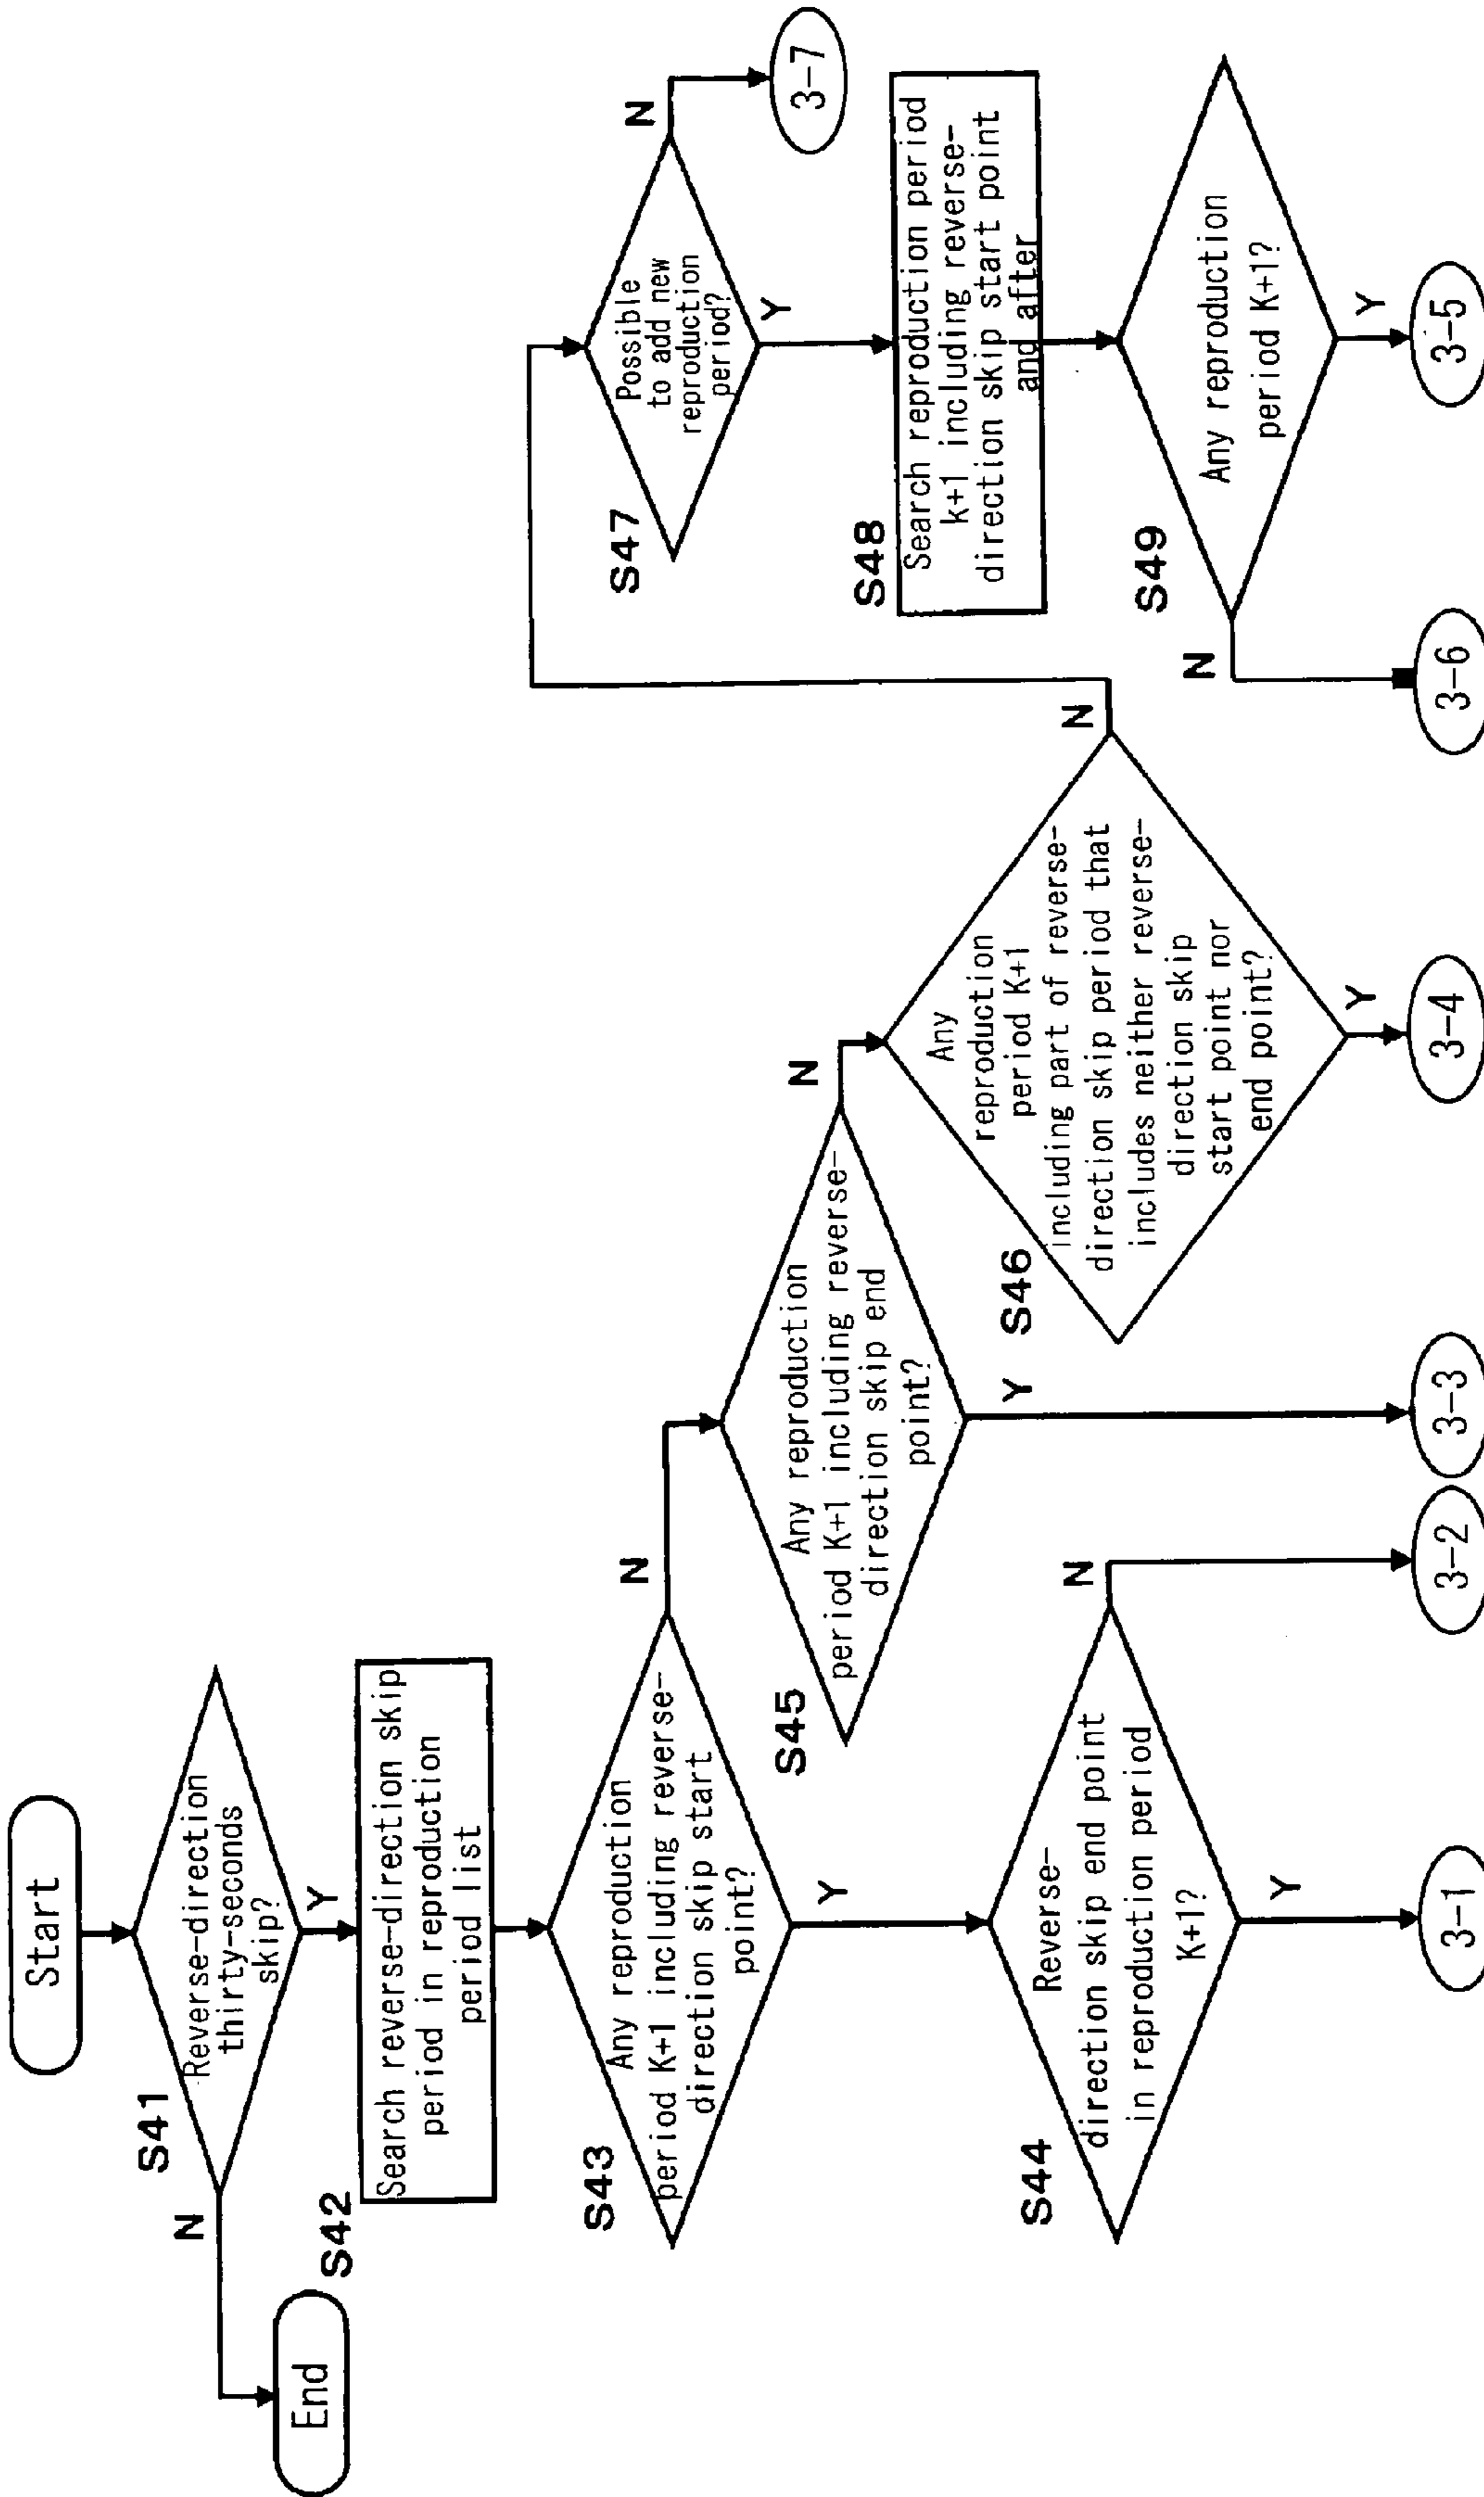 Start
S41
Reverse-direction
thirty-seconds
skip?
N
Y
End
S42
Search reverse-direction skip
period in reproduction
period list
S43
Any reproduction
period K+1 including reverse-
direction skip start
point?
N
Y
S44
Reverse-
direction skip end point
in reproduction period
K+1?
N
Y
3-1
3-2
S45
Any reproduction
period K+1 including reverse-
direction skip end
point?
N
Y
3-3
S46
Any
reproduction
period K+1
including part of reverse-
direction skip period that
includes neither reverse-
direction skip
start point nor
end point?
N
Y
3-4
S47
Possible
to add new
reproduction
period?
N
Y
3-7
S48
Search reproduction period
k+1 including reverse-
direction skip start point
and after
S49
Any reproduction
period K+1?
N
Y
3-6
3-5